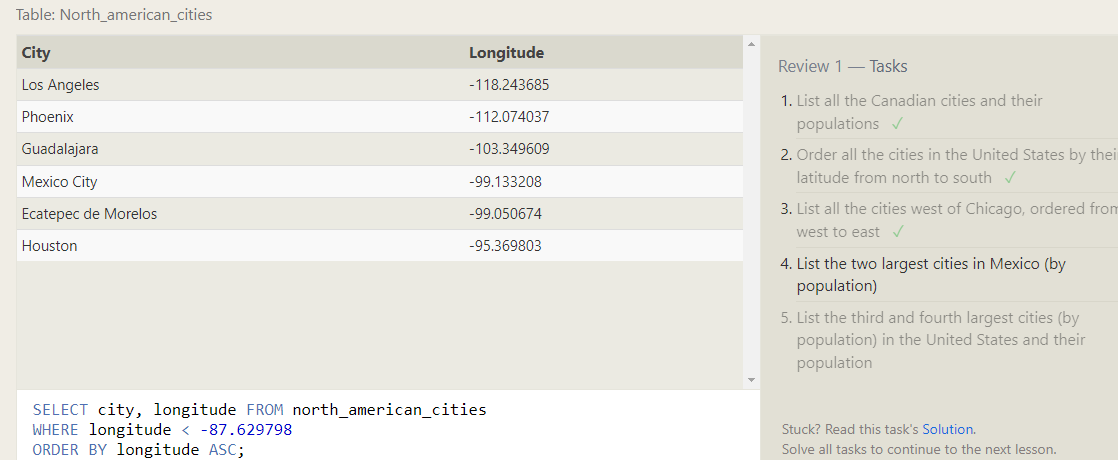 Table: North_american_cities
City Longitude
Los Angeles -118.243685
Phoenix -112.074037
Guadalajara -103.349609
Mexico City -99.133208
Ecatepec de Morelos -99.050674
Houston -95.369803
SELECT city, longitude FROM north_american_cities
WHERE longitude < -87.629798
ORDER BY longitude ASC;
Review 1 — Tasks
1. List all the Canadian cities and their
populations ✓
2. Order all the cities in the United States by thei
latitude from north to south ✓
3. List all the cities west of Chicago, ordered from
west to east ✓
4. List the two largest cities in Mexico (by
population)
5. List the third and fourth largest cities (by
population) in the United States and their
population
Stuck? Read this task's Solution.
Solve all tasks to continue to the next lesson.